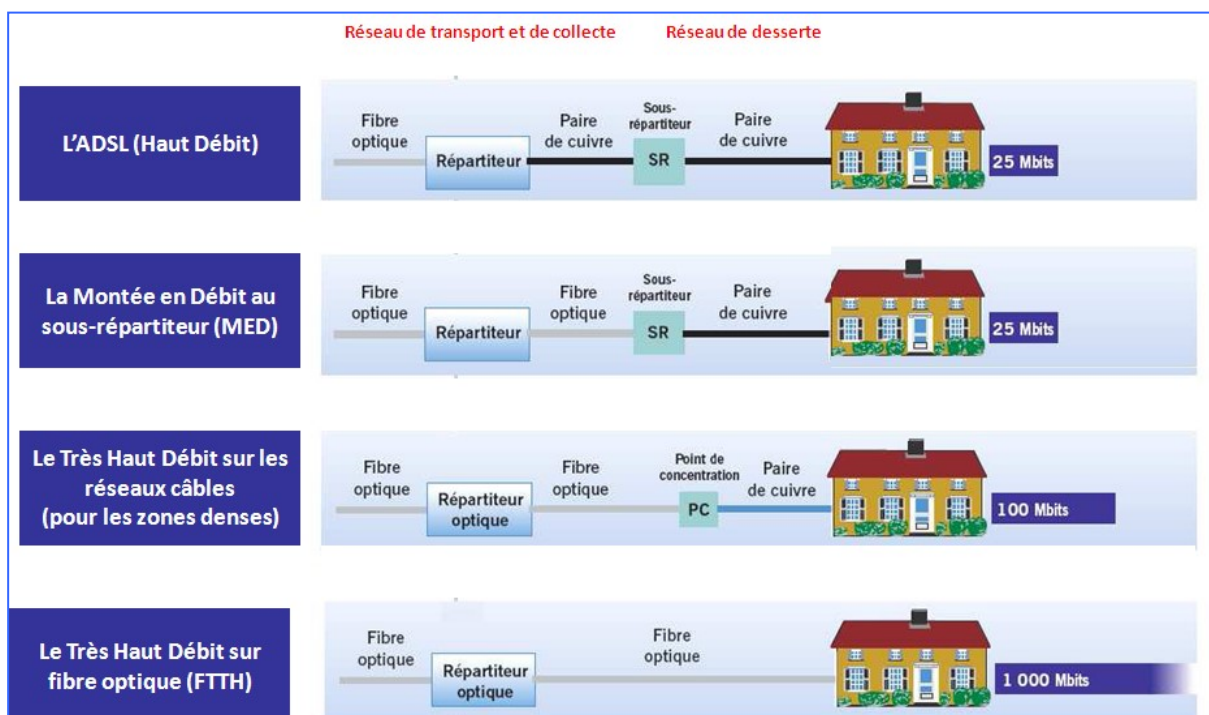 Réseau de transport et de collecte
Réseau de desserte
L'ADSL (Haut Débit)
Fibre
optique
Répartiteur
Paire
de cuivre
Sous-
répartiteur
SR
Paire
de cuivre
25 Mbits
La Montée en Débit au
sous-répartiteur (MED)
Fibre
optique
Répartiteur
Fibre
optique
Sous-
répartiteur
SR
Paire
de cuivre
25 Mbits
Le Très Haut Débit sur les
réseaux câbles
(pour les zones denses)
Fibre
optique
Répartiteur
optique
Fibre
optique
Point de
concentration
PC
Paire
de cuivre
100 Mbits
Le Très Haut Débit sur
fibre optique (FTTH)
Fibre
optique
Répartiteur
optique
Fibre
optique
1 000 Mbits